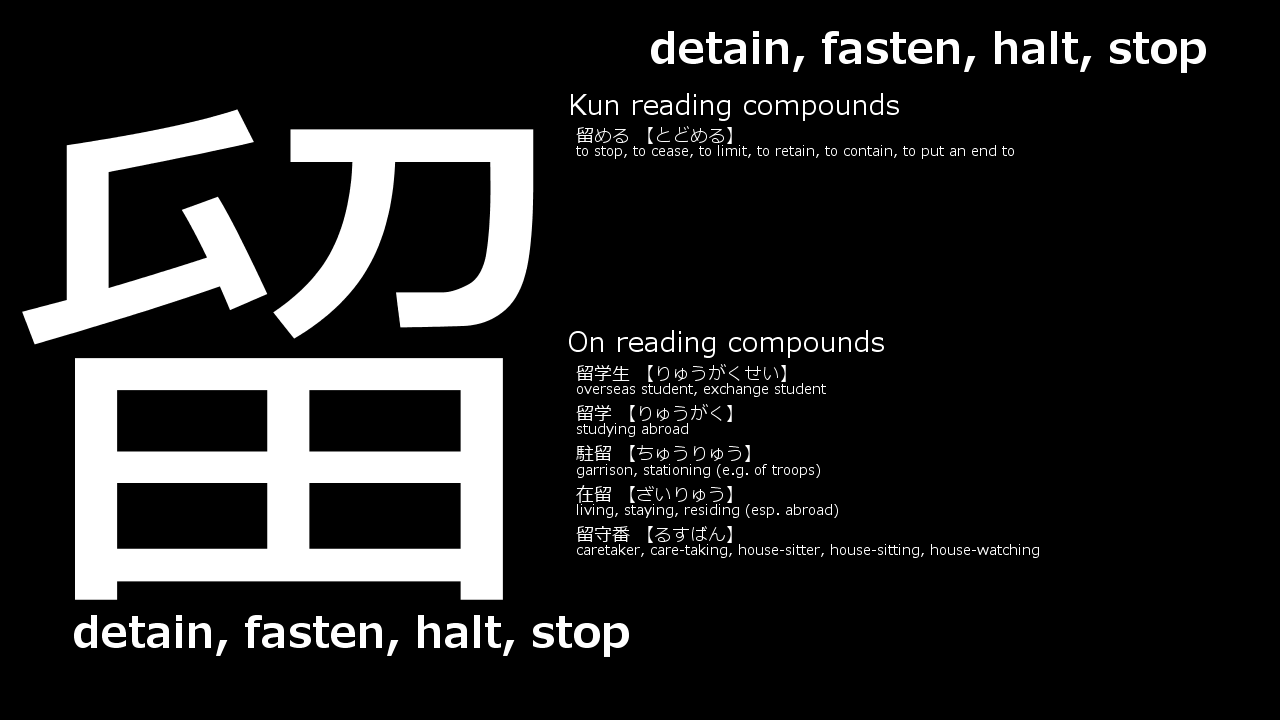 detain, fasten, halt, stop
留
Kun reading compounds
留める 【とどめる】
to stop, to cease, to limit, to retain, to contain, to put an end to
On reading compounds
留学生 【りゅうがくせい】
overseas student, exchange student
留学 【りゅうがく】
studying abroad
駐留 【ちゅうりゅう】
garrison, stationing (e.g. of troops)
在留 【ざいりゅう】
living, staying, residing (esp. abroad)
留守番 【るすばん】
caretaker, care-taking, house-sitter, house-sitting, house-watching
detain, fasten, halt, stop